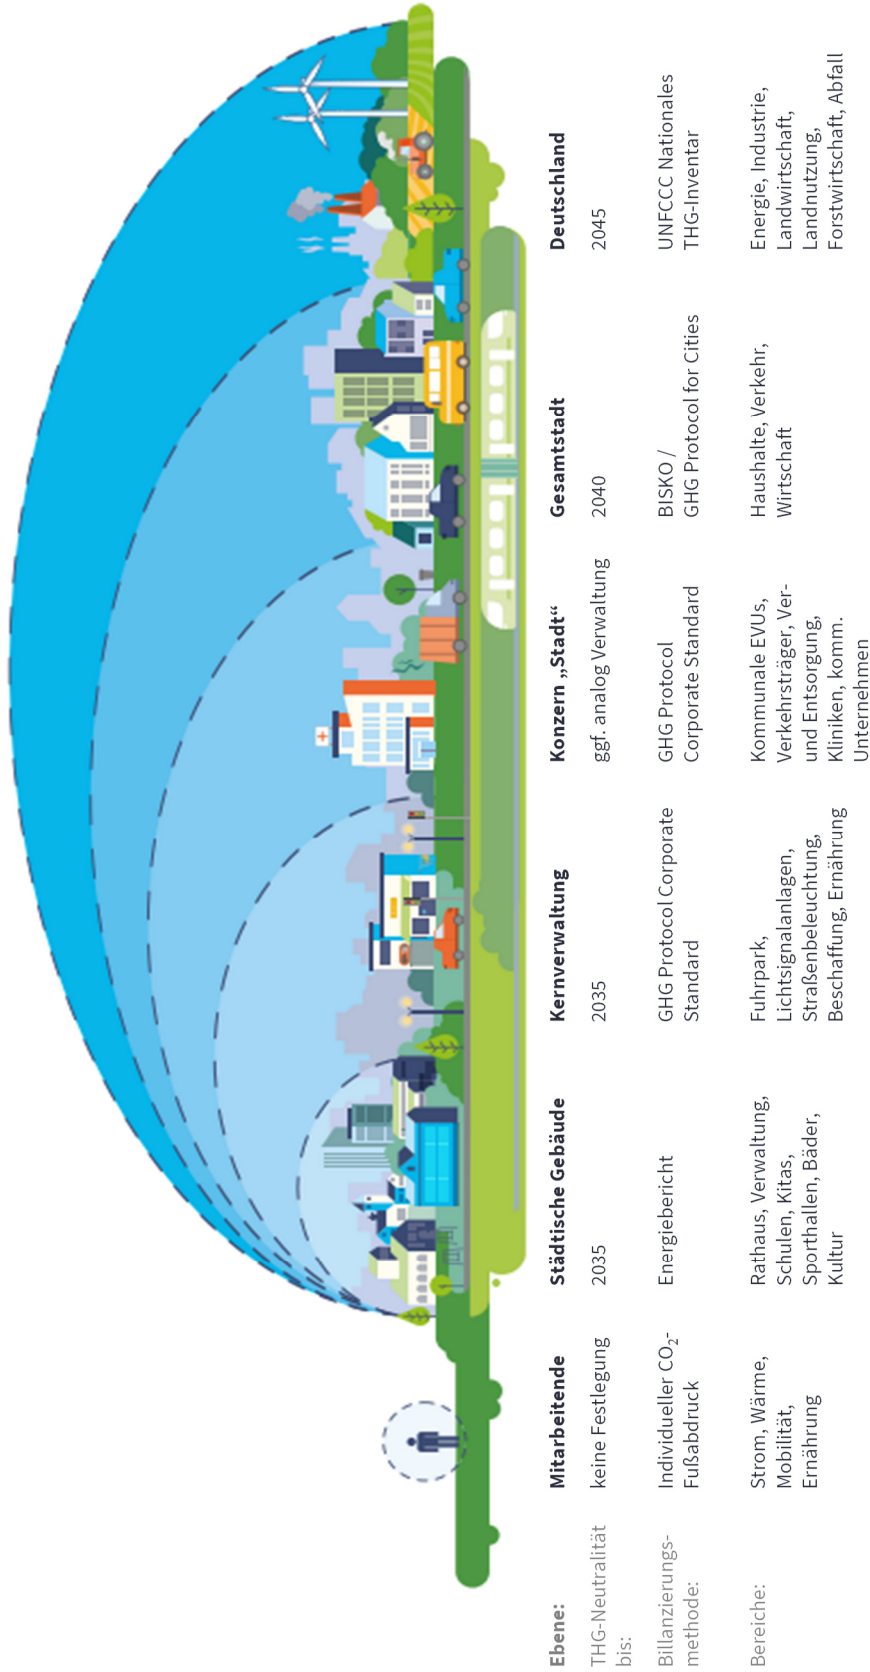 Ebene:
THG-Neutralität
bis:
Billanzierungs-
methode:
Bereiche:
Mitarbeitende
keine Festlegung
Individueller CO₂-
Fußabdruck
Strom, Wärme,
Mobilität,
Ernährung
Städtische Gebäude
2035
Energiebericht
Rathaus, Verwaltung,
Schulen, Kitas,
Sporthallen, Bäder,
Kultur
Kernverwaltung
2035
GHG Protocol Corporate
Standard
Fuhrpark,
Lichtsignalanlagen,
Straßenbeleuchtung,
Beschaffung, Ernährung
Konzern „Stadt“
ggf. analog Verwaltung
GHG Protocol
Corporate Standard
Kommunale EVUs,
Verkehrsträger, Ver-
und Entsorgung,
Kliniken, komm.
Unternehmen
Gesamtstadt
2040
BISKO /
GHG Protocol for Cities
Haushalte, Verkehr,
Wirtschaft
Deutschland
2045
UNFCCC Nationales
THG-Inventar
Energie, Industrie,
Landwirtschaft,
Landnutzung,
Forstwirtschaft, Abfall